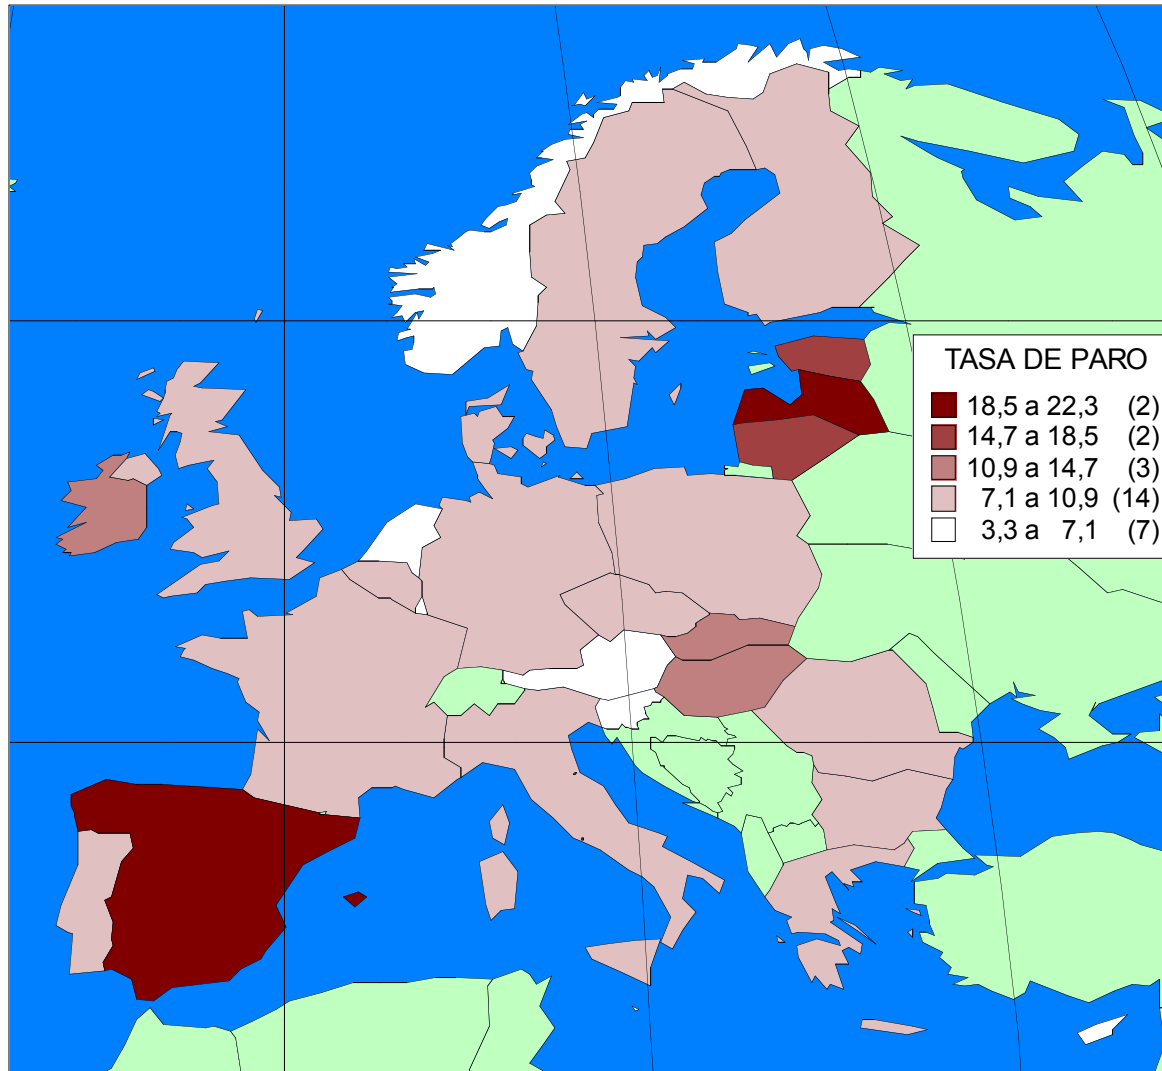 TASA DE PARO
18,5 a 22,3 (2)
14,7 a 18,5 (2)
10,9 a 14,7 (3)
7,1 a 10,9 (14)
3,3 a 7,1 (7)